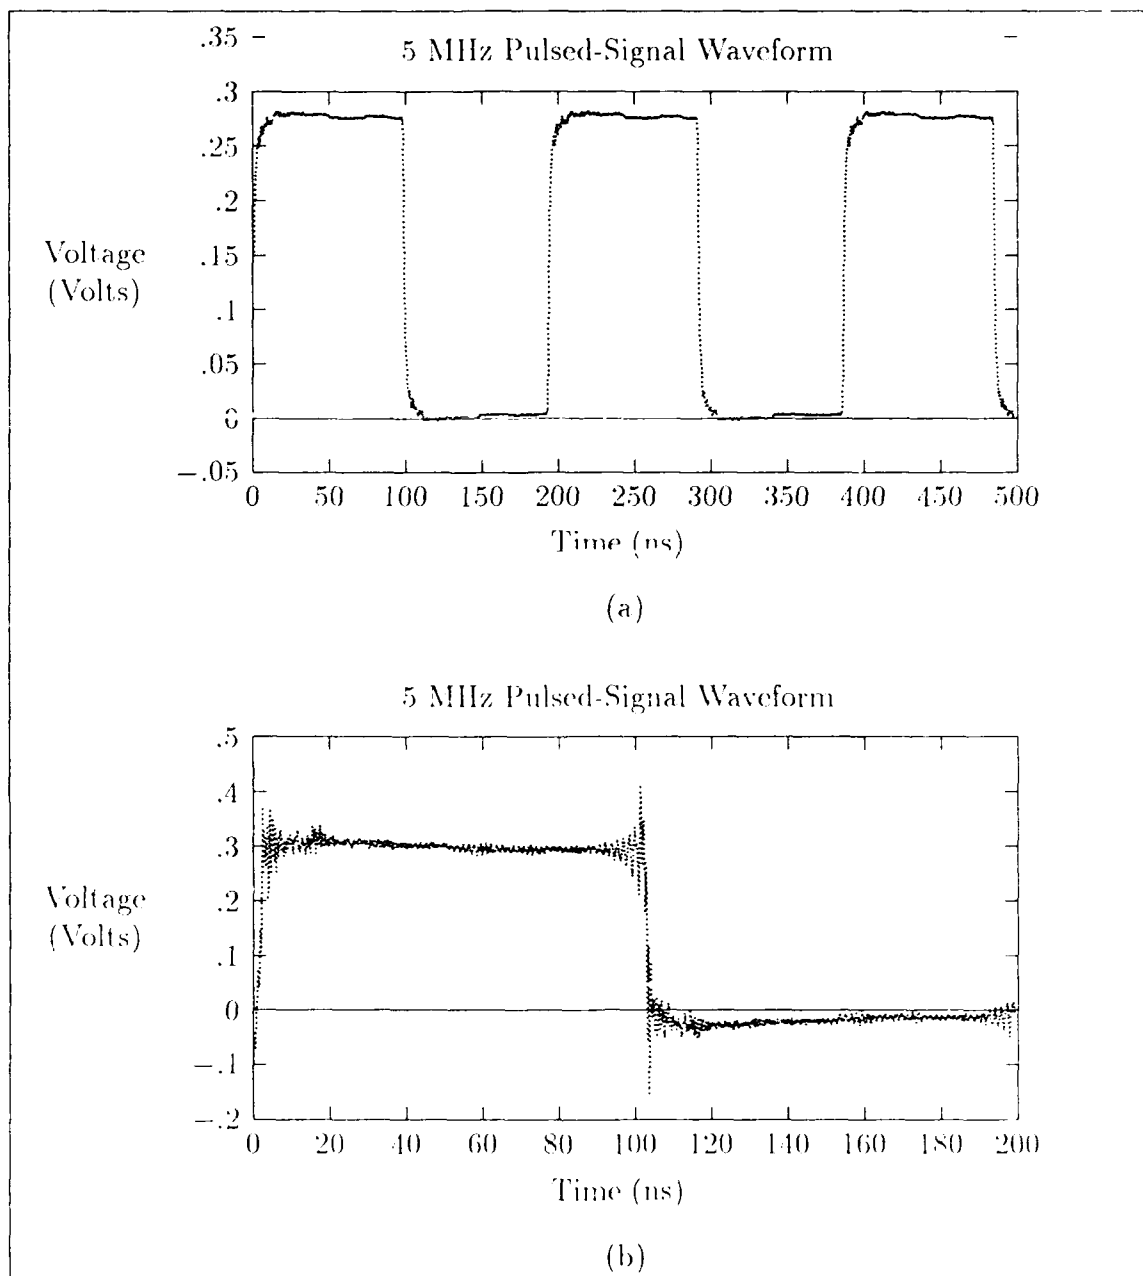 .35
5 MHz Pulsed-Signal Waveform
.3
.25
.2
Voltage
(Volts)
.15
.1
.05
0
−.05
0 50 100 150 200 250 300 350 400 450 500
Time (ns)
(a)
5 MHz Pulsed-Signal Waveform
.5
.4
.3
Voltage
(Volts)
.2
.1
0
−.1
−.2
0 20 40 60 80 100 120 140 160 180 200
Time (ns)
(b)